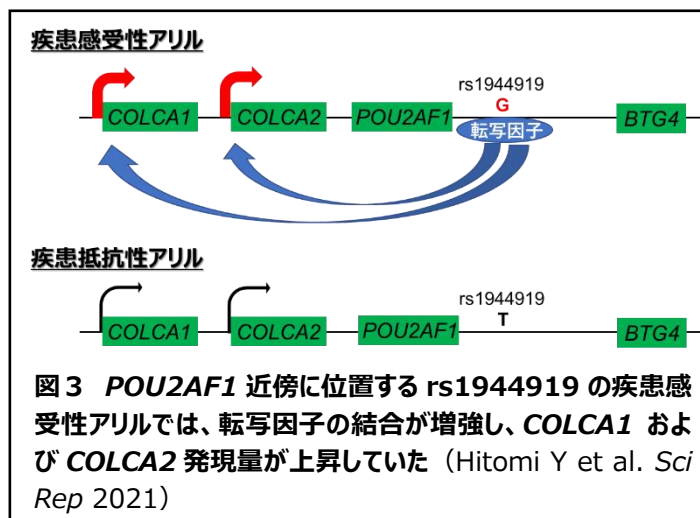 疾患感受性アリル
rs1944919
G
COLCA1 COLCA2 POU2AF1 転写因子 BTG4
疾患抵抗性アリル
rs1944919
T
COLCA1 COLCA2 POU2AF1 BTG4
図3 POU2AF1 近傍に位置する rs1944919 の疾患感
受性アリルでは、転写因子の結合が増強し、COLCA1 およ
び COLCA2 発現量が上昇していた（Hitomi Y et al. Sci
Rep 2021）